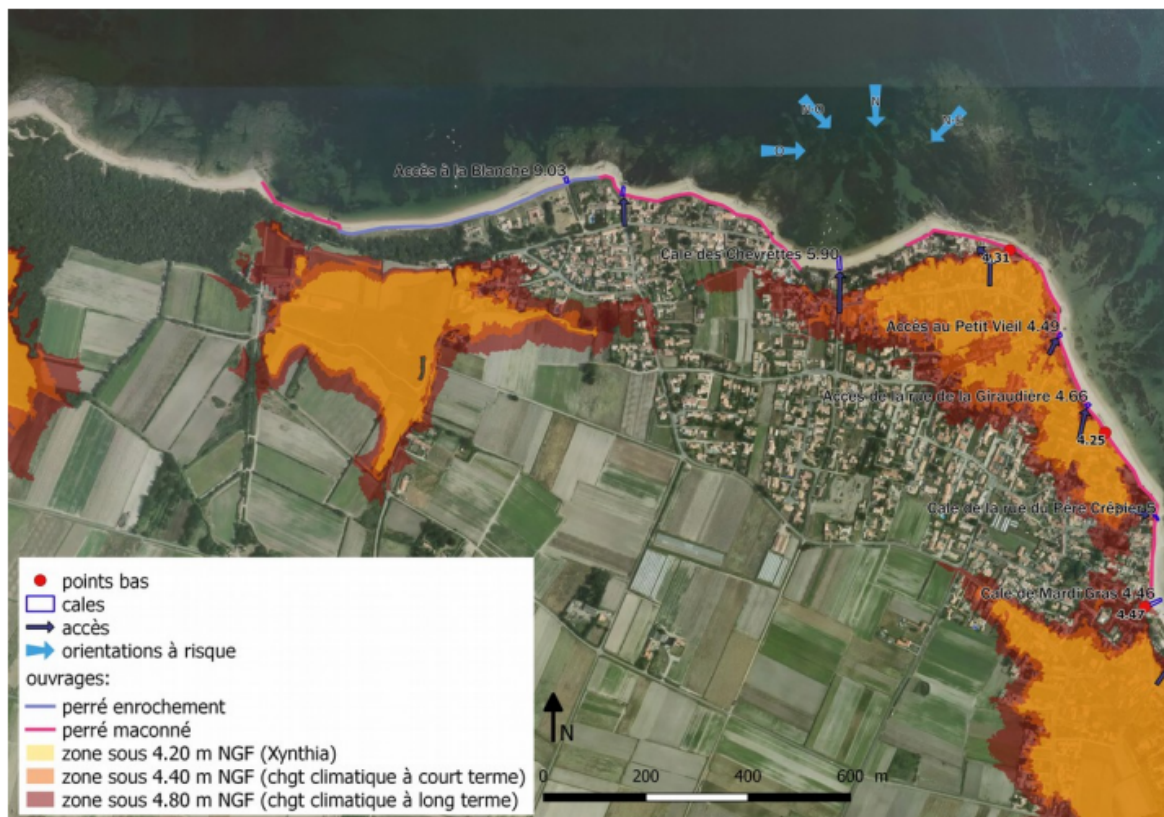 N
N-O
N-E
O
Accès à la Blanche 9.03
Cale des Chevrettes 5.90
4.31
Accès au Petit Vieil 4.49
Accès de la rue de la Giraudière 4.66
4.25
Cale de la rue du Père Crépier 5
Cale de Mardi Gras 4.46
4.47
points bas
cales
accès
orientations à risque
ouvrages:
perré enrochement
perré maconné
zone sous 4.20 m NGF (Xynthia)
zone sous 4.40 m NGF (chgt climatique à court terme)
zone sous 4.80 m NGF (chgt climatique à long terme)
N
0 200 400 600 m